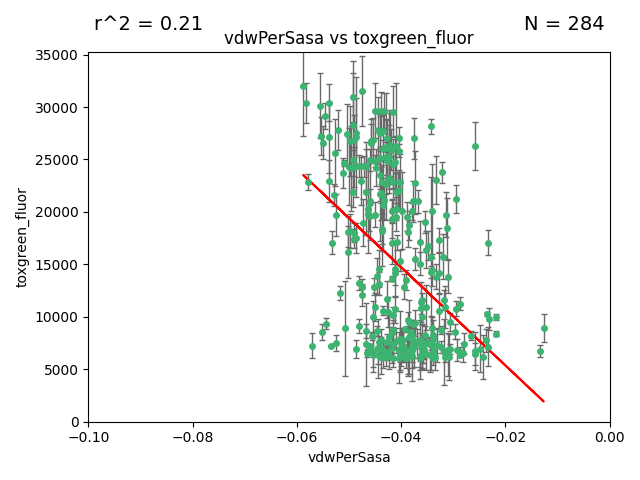 r^2 = 0.21
N = 284
vdwPerSasa vs toxgreen_fluor
toxgreen_fluor
35000
30000
25000
20000
15000
10000
5000
0
−0.10
−0.08
−0.06
−0.04
−0.02
0.00
vdwPerSasa